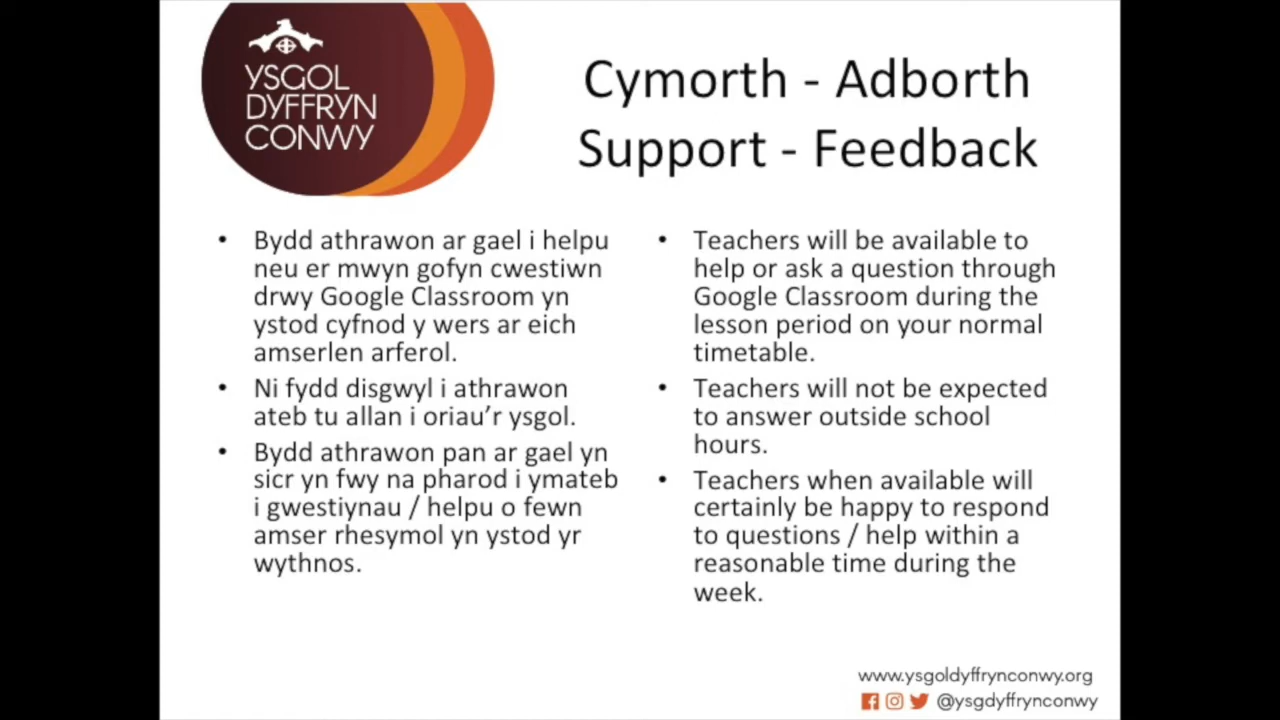 YSGOL
DYFFRYN
CONWY
Cymorth - Adborth
Support - Feedback
• Bydd athrawon ar gael i helpu
neu er mwyn gofyn cwestiwn
drwy Google Classroom yn
ystod cyfnod y wers ar eich
amserlen arferol.
• Ni fydd disgwyl i athrawon
ateb tu allan i oriau’r ysgol.
• Bydd athrawon pan ar gael yn
sicr yn fwy na pharod i ymateb
i gwestiynau / helpu o fewn
amser rhesymol yn ystod yr
wythnos.
• Teachers will be available to
help or ask a question through
Google Classroom during the
lesson period on your normal
timetable.
• Teachers will not be expected
to answer outside school
hours.
• Teachers when available will
certainly be happy to respond
to questions / help within a
reasonable time during the
week.
www.ysgoldyffrynconwy.org
@ysgdyffrynconwy